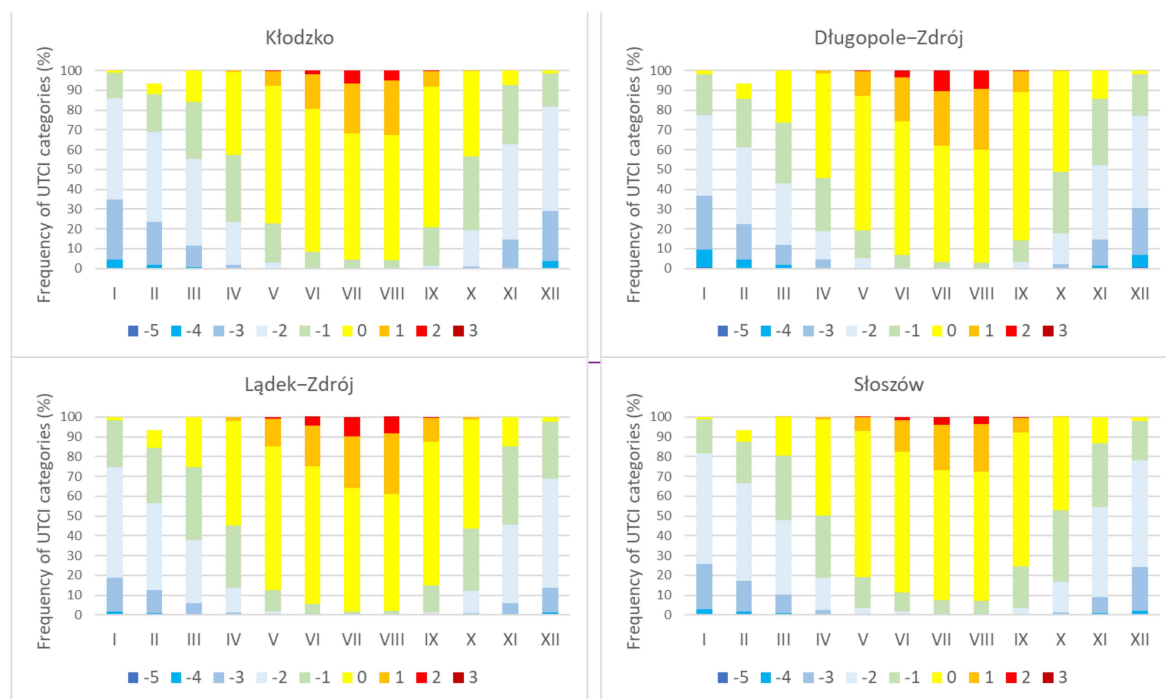 Kłodzko
Frequency of UTCI categories (%)
100
90
80
70
60
50
40
30
20
10
0
I II III IV V VI VII VIII IX X XI XII
-5 -4 -3 -2 -1 0 1 2 3
Długopole–Zdrój
Frequency of UTCI categories (%)
100
90
80
70
60
50
40
30
20
10
0
I II III IV V VI VII VIII IX X XI XII
-5 -4 -3 -2 -1 0 1 2 3
Lądek–Zdrój
Frequency of UTCI categories (%)
100
90
80
70
60
50
40
30
20
10
0
I II III IV V VI VII VIII IX X XI XII
-5 -4 -3 -2 -1 0 1 2 3
Słoszów
Frequency of UTCI categories (%)
100
90
80
70
60
50
40
30
20
10
0
I II III IV V VI VII VIII IX X XI XII
-5 -4 -3 -2 -1 0 1 2 3